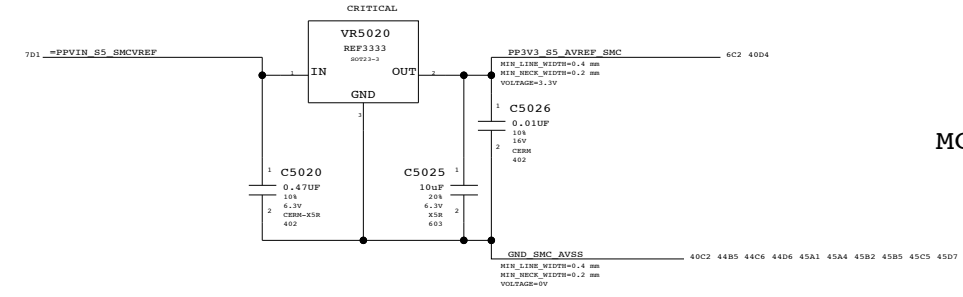 CRITICAL
VR5020
REF3333
SOT23-3
7D1 =PPVIN_S5_SMCVREF
1 IN OUT 2
GND
3
PP3V3_S5_AVREF_SMC 6C2 40D4
MIN_LINE_WIDTH=0.4 mm
MIN_NECK_WIDTH=0.2 mm
VOLTAGE=3.3V
1 C5026
0.01UF
10%
16V
2 CERM
402
MC
1 C5020
0.47UF
10%
6.3V
2 CERM-X5R
402
C5025 1
10uF
20%
6.3V
X5R 2
603
GND_SMC_AVSS 40C2 44B5 44C6 44D6 45A1 45A4 45B2 45B5 45C5 45D7
MIN_LINE_WIDTH=0.4 mm
MIN_NECK_WIDTH=0.2 mm
VOLTAGE=0V